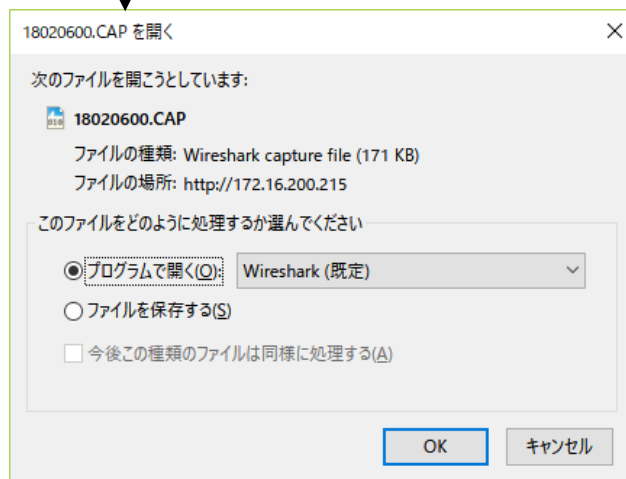 18020600.CAP を開く
次のファイルを開こうとしています:
18020600.CAP
ファイルの種類: Wireshark capture file (171 KB)
ファイルの場所: http://172.16.200.215
このファイルをどのように処理するか選んでください
プログラムで開く(O): Wireshark (既定)
ファイルを保存する(S)
今後この種類のファイルは同様に処理する(A)
OK キャンセル